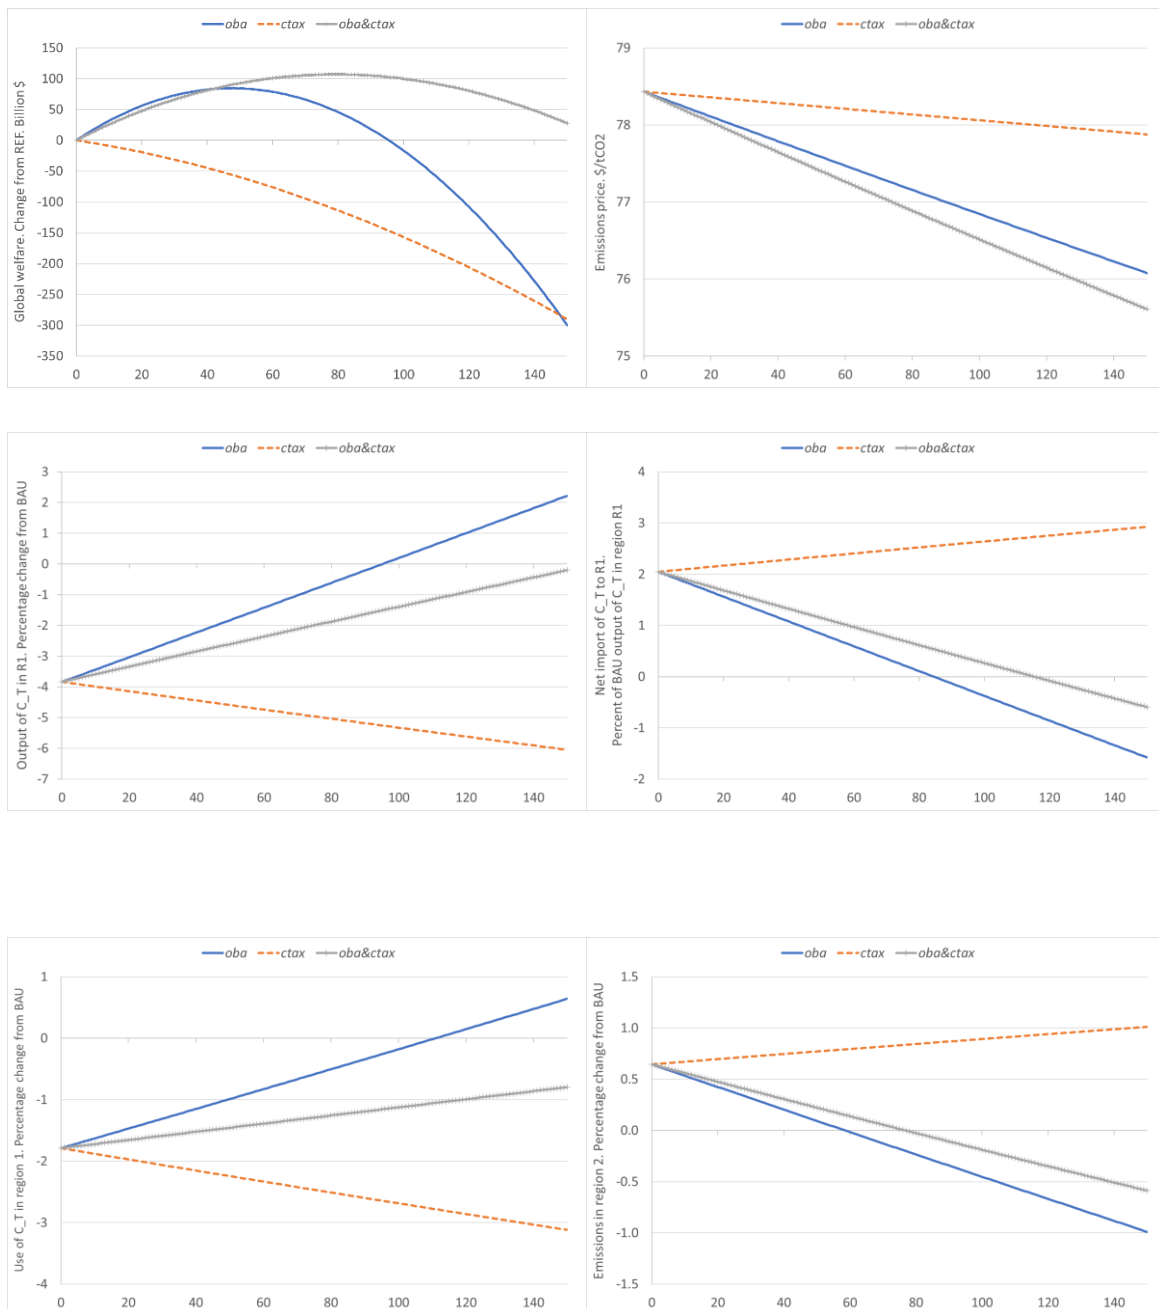 oba ctax oba&ctax
Global welfare. Change from REF. Billion $
150
100
50
0
-50
-100
-150
-200
-250
-300
-350
0 20 40 60 80 100 120 140
oba ctax oba&ctax
Emissions price. $/tCO2
79
78
77
76
75
0 20 40 60 80 100 120 140
oba ctax oba&ctax
Output of C_T in R1. Percentage change from BAU
3
2
1
0
-1
-2
-3
-4
-5
-6
-7
0 20 40 60 80 100 120 140
oba ctax oba&ctax
Net import of C_T to R1.
Percent of BAU output of C_T in region R1
4
3
2
1
0
-1
-2
0 20 40 60 80 100 120 140
oba ctax oba&ctax
Use of C_T in region 1. Percentage change from BAU
1
0
-1
-2
-3
-4
0 20 40 60 80 100 120 140
oba ctax oba&ctax
Emissions in region 2. Percentage change from BAU
1.5
1.0
0.5
0.0
-0.5
-1.0
-1.5
0 20 40 60 80 100 120 140